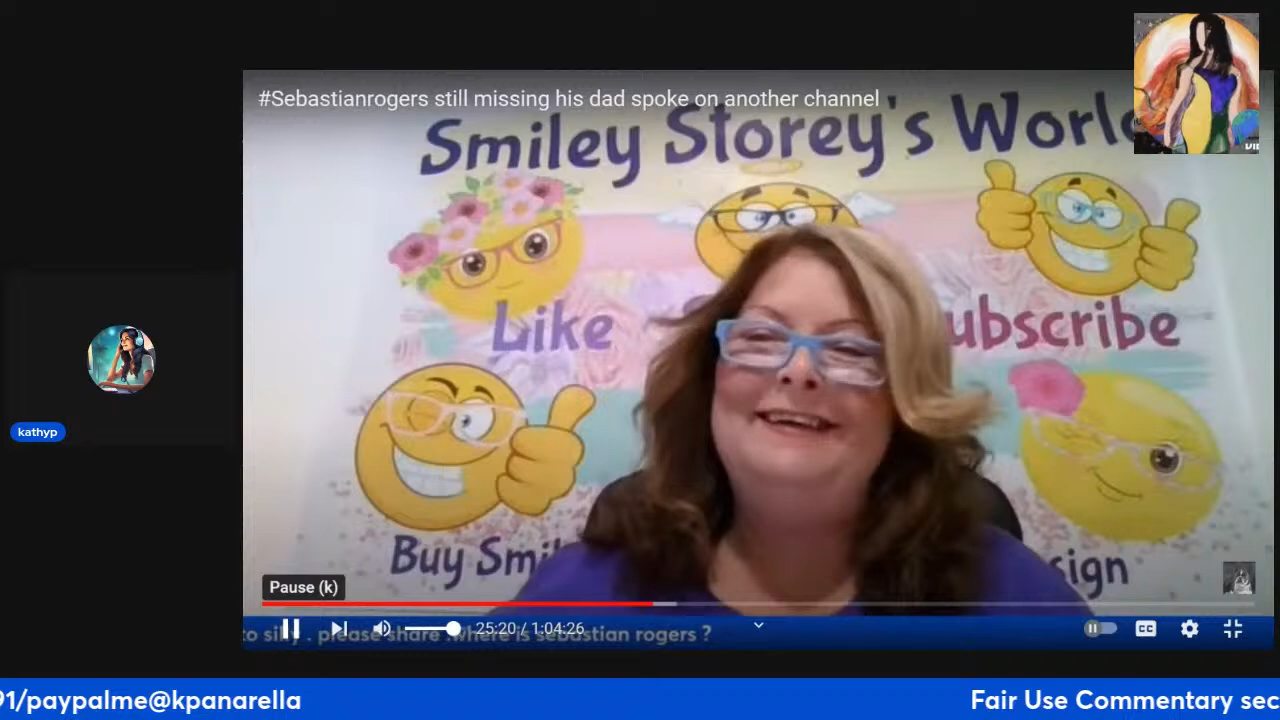 #Sebastianrogers still missing his dad spoke on another channel
Smiley Storey's Worl
Like
ubscribe
Buy Smi
sign
Pause (k)
25:20 / 1:04:26
CC
to silly . please share .where is sebastian rogers ?
kathyp
91/paypalme@kpanarella
Fair Use Commentary sec